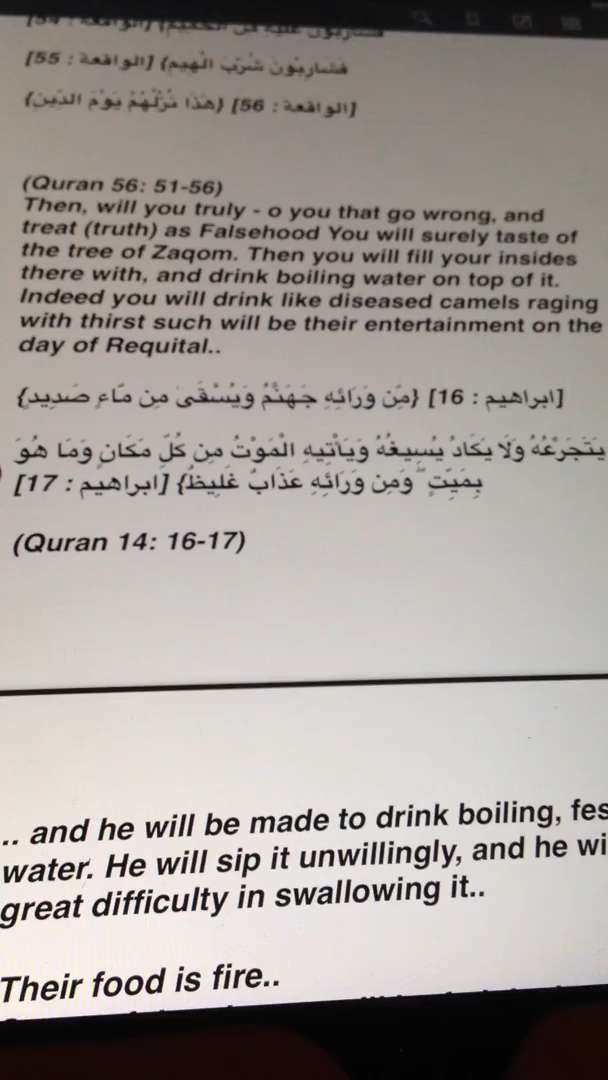 فشاربون عليه من الحميم} [الواقعة : 54]
فشاربون شرب الهيم} [الواقعة : 55]
{هذا نزلهم يوم الدين} [الواقعة : 56]
(Quran 56: 51-56)
Then, will you truly - o you that go wrong, and
treat (truth) as Falsehood You will surely taste of
the tree of Zaqom. Then you will fill your insides
there with, and drink boiling water on top of it.
Indeed you will drink like diseased camels raging
with thirst such will be their entertainment on the
day of Requital..
{مِّن وَرَائِهِ جَهَنَّمُ وَيُسْقَىٰ مِن مَّاءٍ صَدِيدٍ} [ابراهيم : 16]
يَتَجَرَّعُهُ وَلَا يَكَادُ يُسِيغُهُ وَيَأْتِيهِ الْمَوْتُ مِن كُلِّ مَكَانٍ وَمَا هُوَ
بِمَيِّتٍ ۖ وَمِن وَرَائِهِ عَذَابٌ غَلِيظٌ} [ابراهيم : 17]
(Quran 14: 16-17)
.. and he will be made to drink boiling, fes
water. He will sip it unwillingly, and he wi
great difficulty in swallowing it..
Their food is fire..